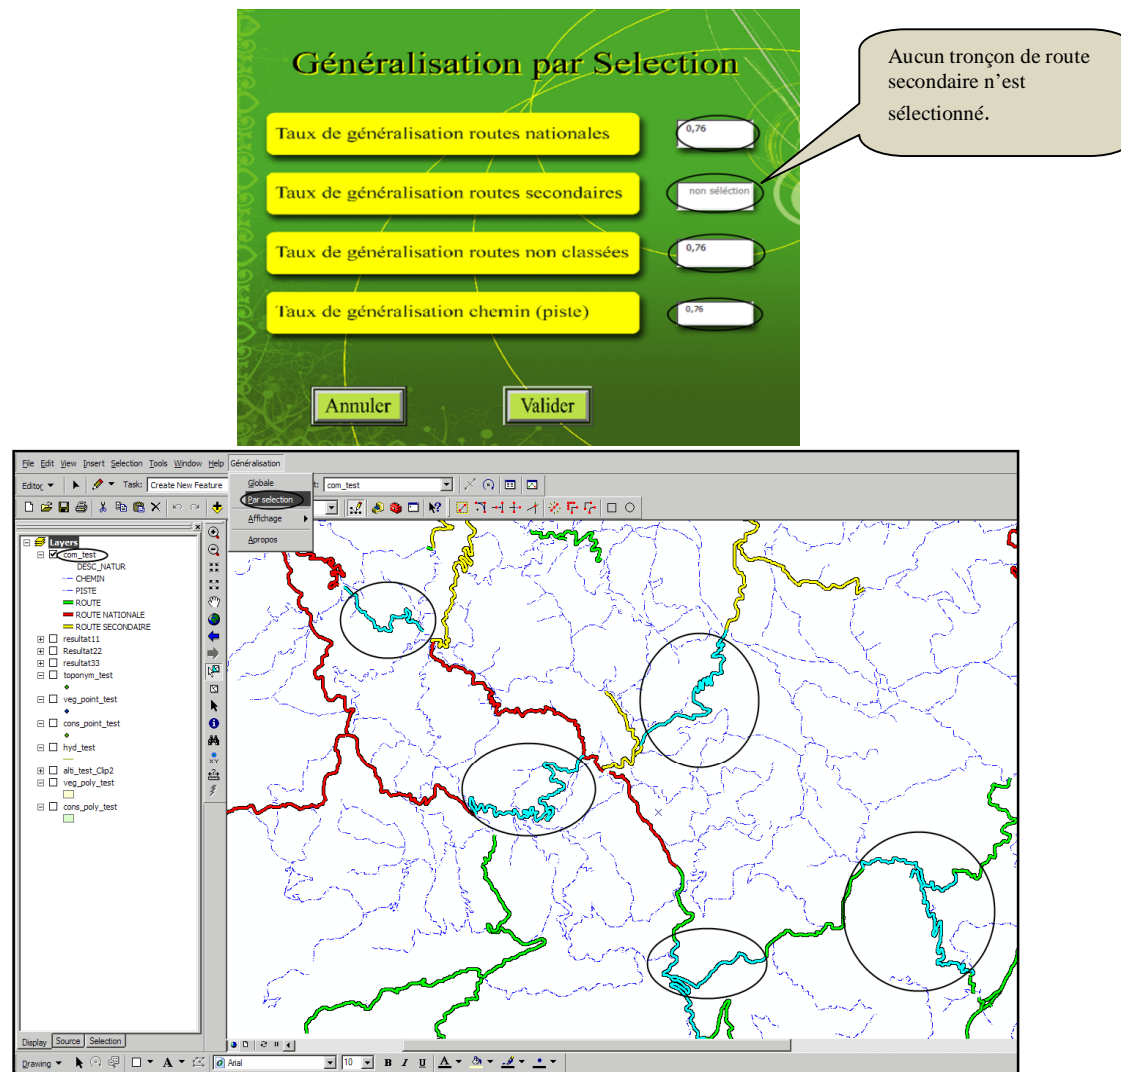 Généralisation par Selection
Aucun tronçon de route
secondaire n’est
sélectionné.
Taux de généralisation routes nationales
0,76
Taux de généralisation routes secondaires
non séléction
Taux de généralisation routes non classées
0,76
Taux de généralisation chemin (piste)
0,76
Annuler
Valider
File Edit View Insert Selection Tools Window Help Généralisation
Editor Task: Create New Feature t: com_test
Globale
Par selection
Affichage
Apropos
Layers
com_test
DESC_NATUR
CHEMIN
PISTE
ROUTE
ROUTE NATIONALE
ROUTE SECONDAIRE
resultat11
Resultat22
resultat33
toponym_test
veg_point_test
cons_point_test
hyd_test
alti_test_Clip2
veg_poly_test
cons_poly_test
Display Source Selection
Drawing A Arial 10 B I U A